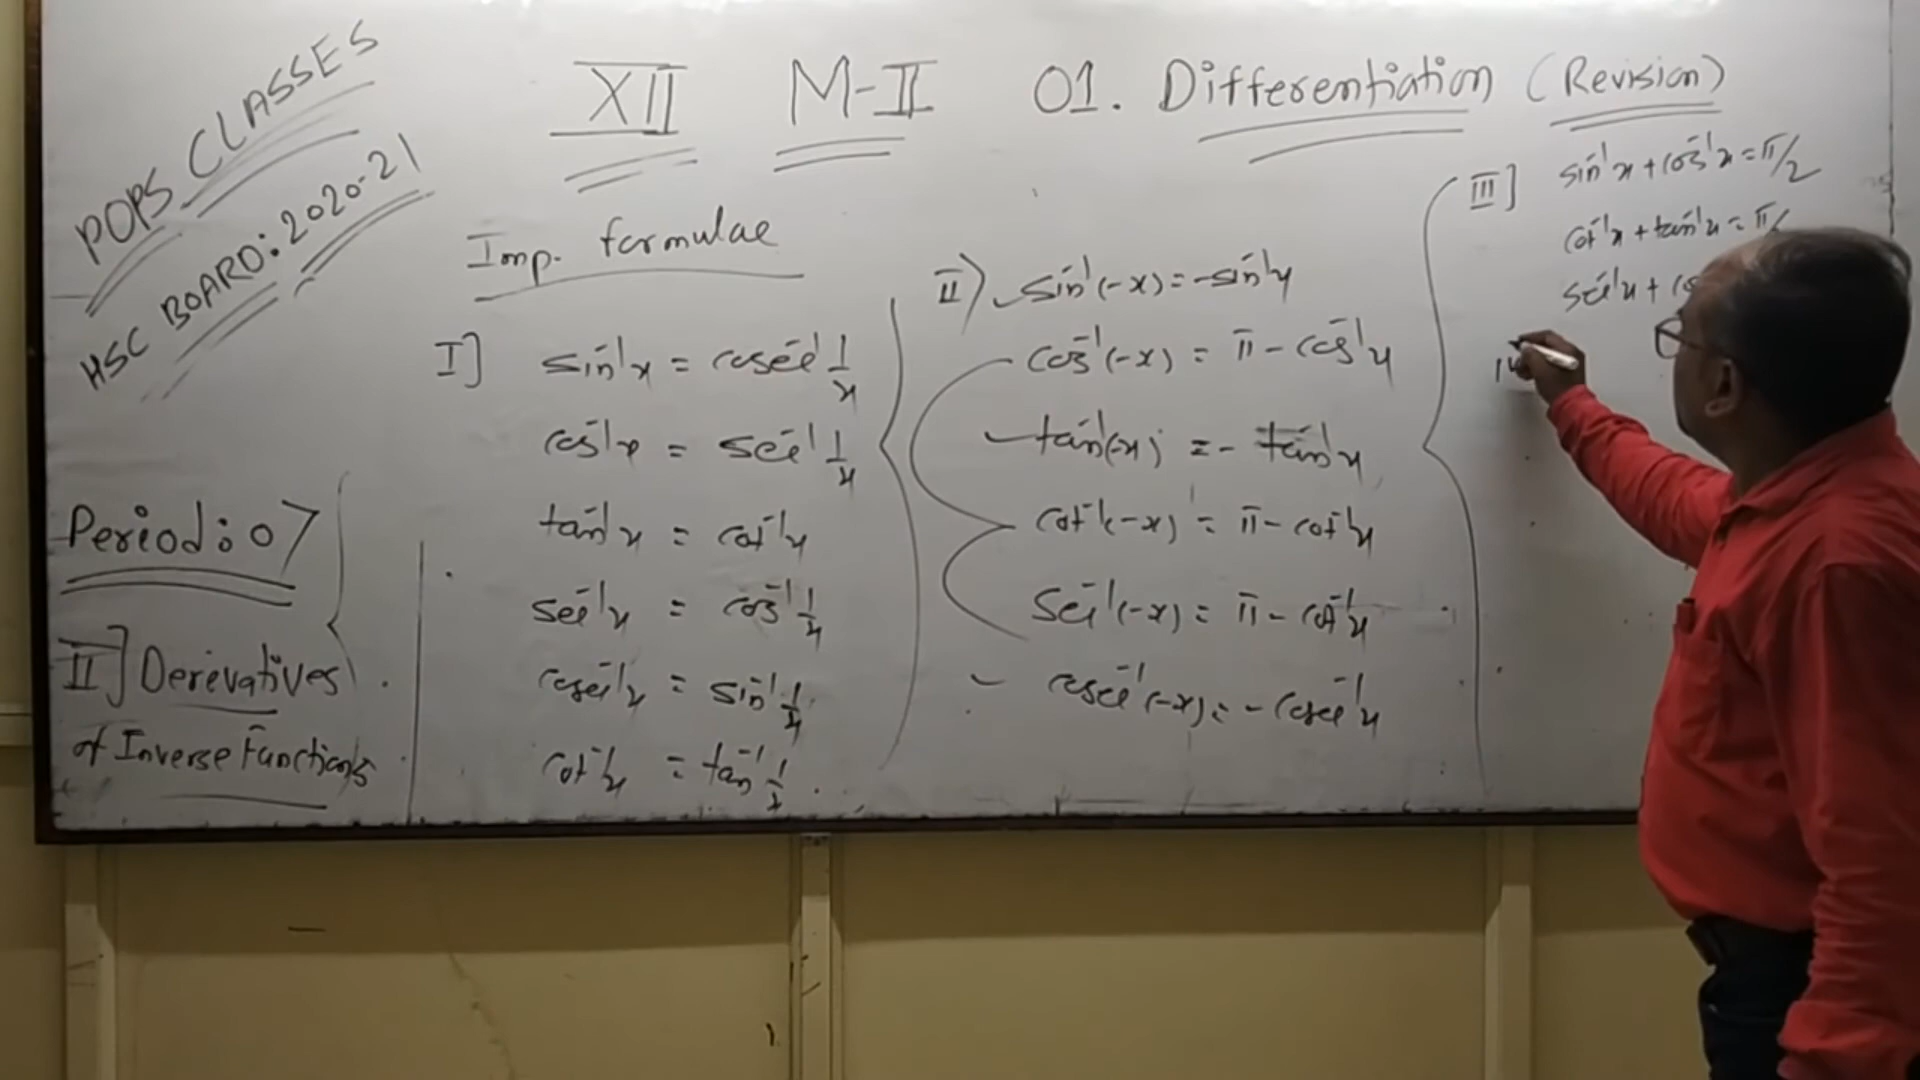 POPS CLASSES
HSC BOARD: 2020-21
XII M-II 01. Differentiation (Revision)
Imp. formulae
I] sin⁻¹x = cosec⁻¹ 1/x
cos⁻¹x = sec⁻¹ 1/x
tan⁻¹x = cot⁻¹x
sec⁻¹x = cos⁻¹ 1/x
cosec⁻¹x = sin⁻¹ 1/x
cot⁻¹x = tan⁻¹ 1/x
II) sin⁻¹(-x) = -sin⁻¹x
cos⁻¹(-x) = π - cos⁻¹x
tan⁻¹(-x) = - tan⁻¹x
cot⁻¹(-x) = π - cot⁻¹x
sec⁻¹(-x) = π - cot⁻¹x
cosec⁻¹(-x) = - cosec⁻¹x
III] sin⁻¹x + cos⁻¹x = π/2
cot⁻¹x + tan⁻¹x = π/
sec⁻¹x + cos
Period: 07
II] Derevatives
of Inverse Functions